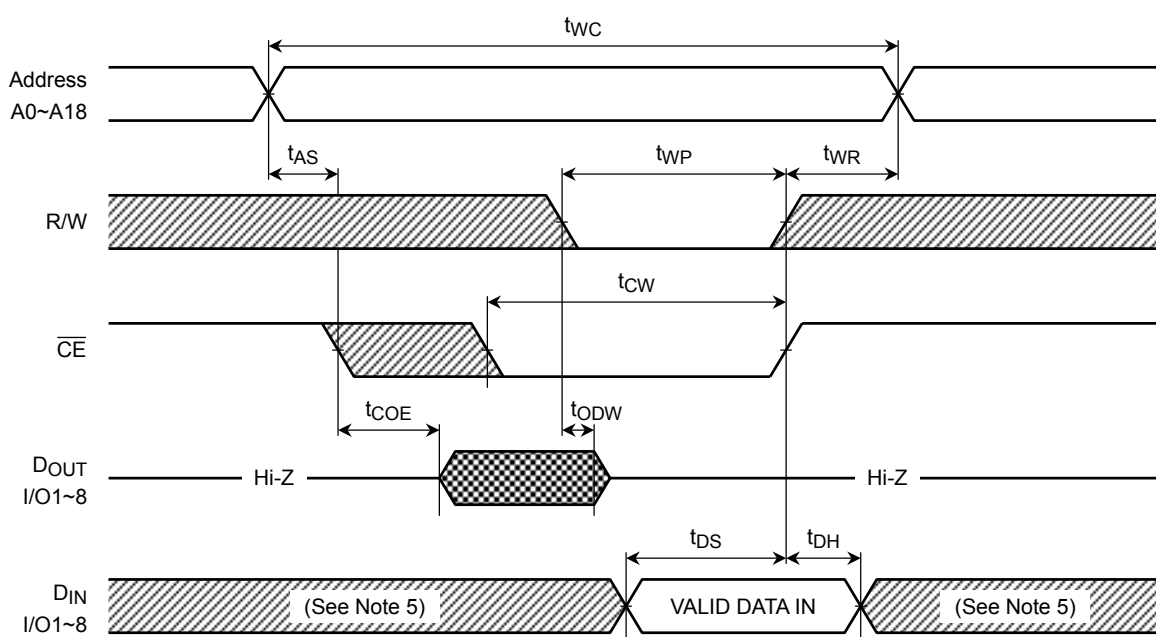 tWC
Address
A0~A18
tAS
tWP
tWR
R/W
tCW
CE
tCOE
tODW
DOUT
I/O1~8
Hi-Z
Hi-Z
tDS
tDH
DIN
I/O1~8
(See Note 5)
VALID DATA IN
(See Note 5)